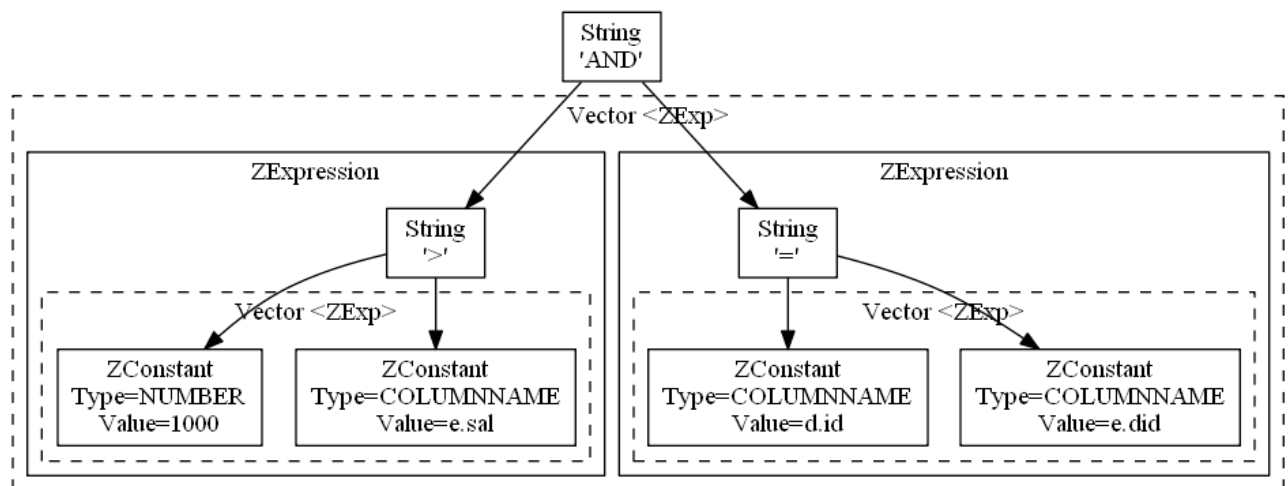 String
'AND'
Vector <ZExp>
ZExpression
ZExpression
String
'>'
String
'='
Vector <ZExp>
Vector <ZExp>
ZConstant
Type=NUMBER
Value=1000
ZConstant
Type=COLUMNNAME
Value=e.sal
ZConstant
Type=COLUMNNAME
Value=d.id
ZConstant
Type=COLUMNNAME
Value=e.did